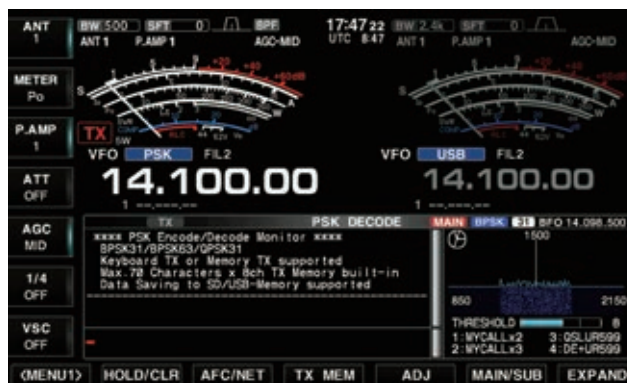 ANT
1
BW 500 SFT 0 BPF
17:47 22
BW 2.4k SFT 0
ANT 1 P.AMP 1 AGC-MID
UTC 8:47
ANT 1 P.AMP 1 AGC-MID
METER
Po
P.AMP
1
TX
VFO PSK FIL2
VFO USB FIL2
ATT
OFF
14.100.00
14.100.00
1 --,---,--
1 --,---,--
AGC
MID
TX PSK DECODE MAIN BPSK 31 BFO 14.098.500
**** PSK Encode/Decode Monitor ****
BPSK31/BPSK63/QPSK31
Keyboard TX or Memory TX supported
Max.70 Characters x 8ch TX Memory built-in
Data Saving to SD/USB-Memory supported
1500
850 2150
1/4
OFF
THRESHOLD 8
1:MYCALLx2 3:QSLUR599
2:MYCALLx3 4:DE+UR599
VSC
OFF
<MENU1> HOLD/CLR AFC/NET TX MEM ADJ MAIN/SUB EXPAND